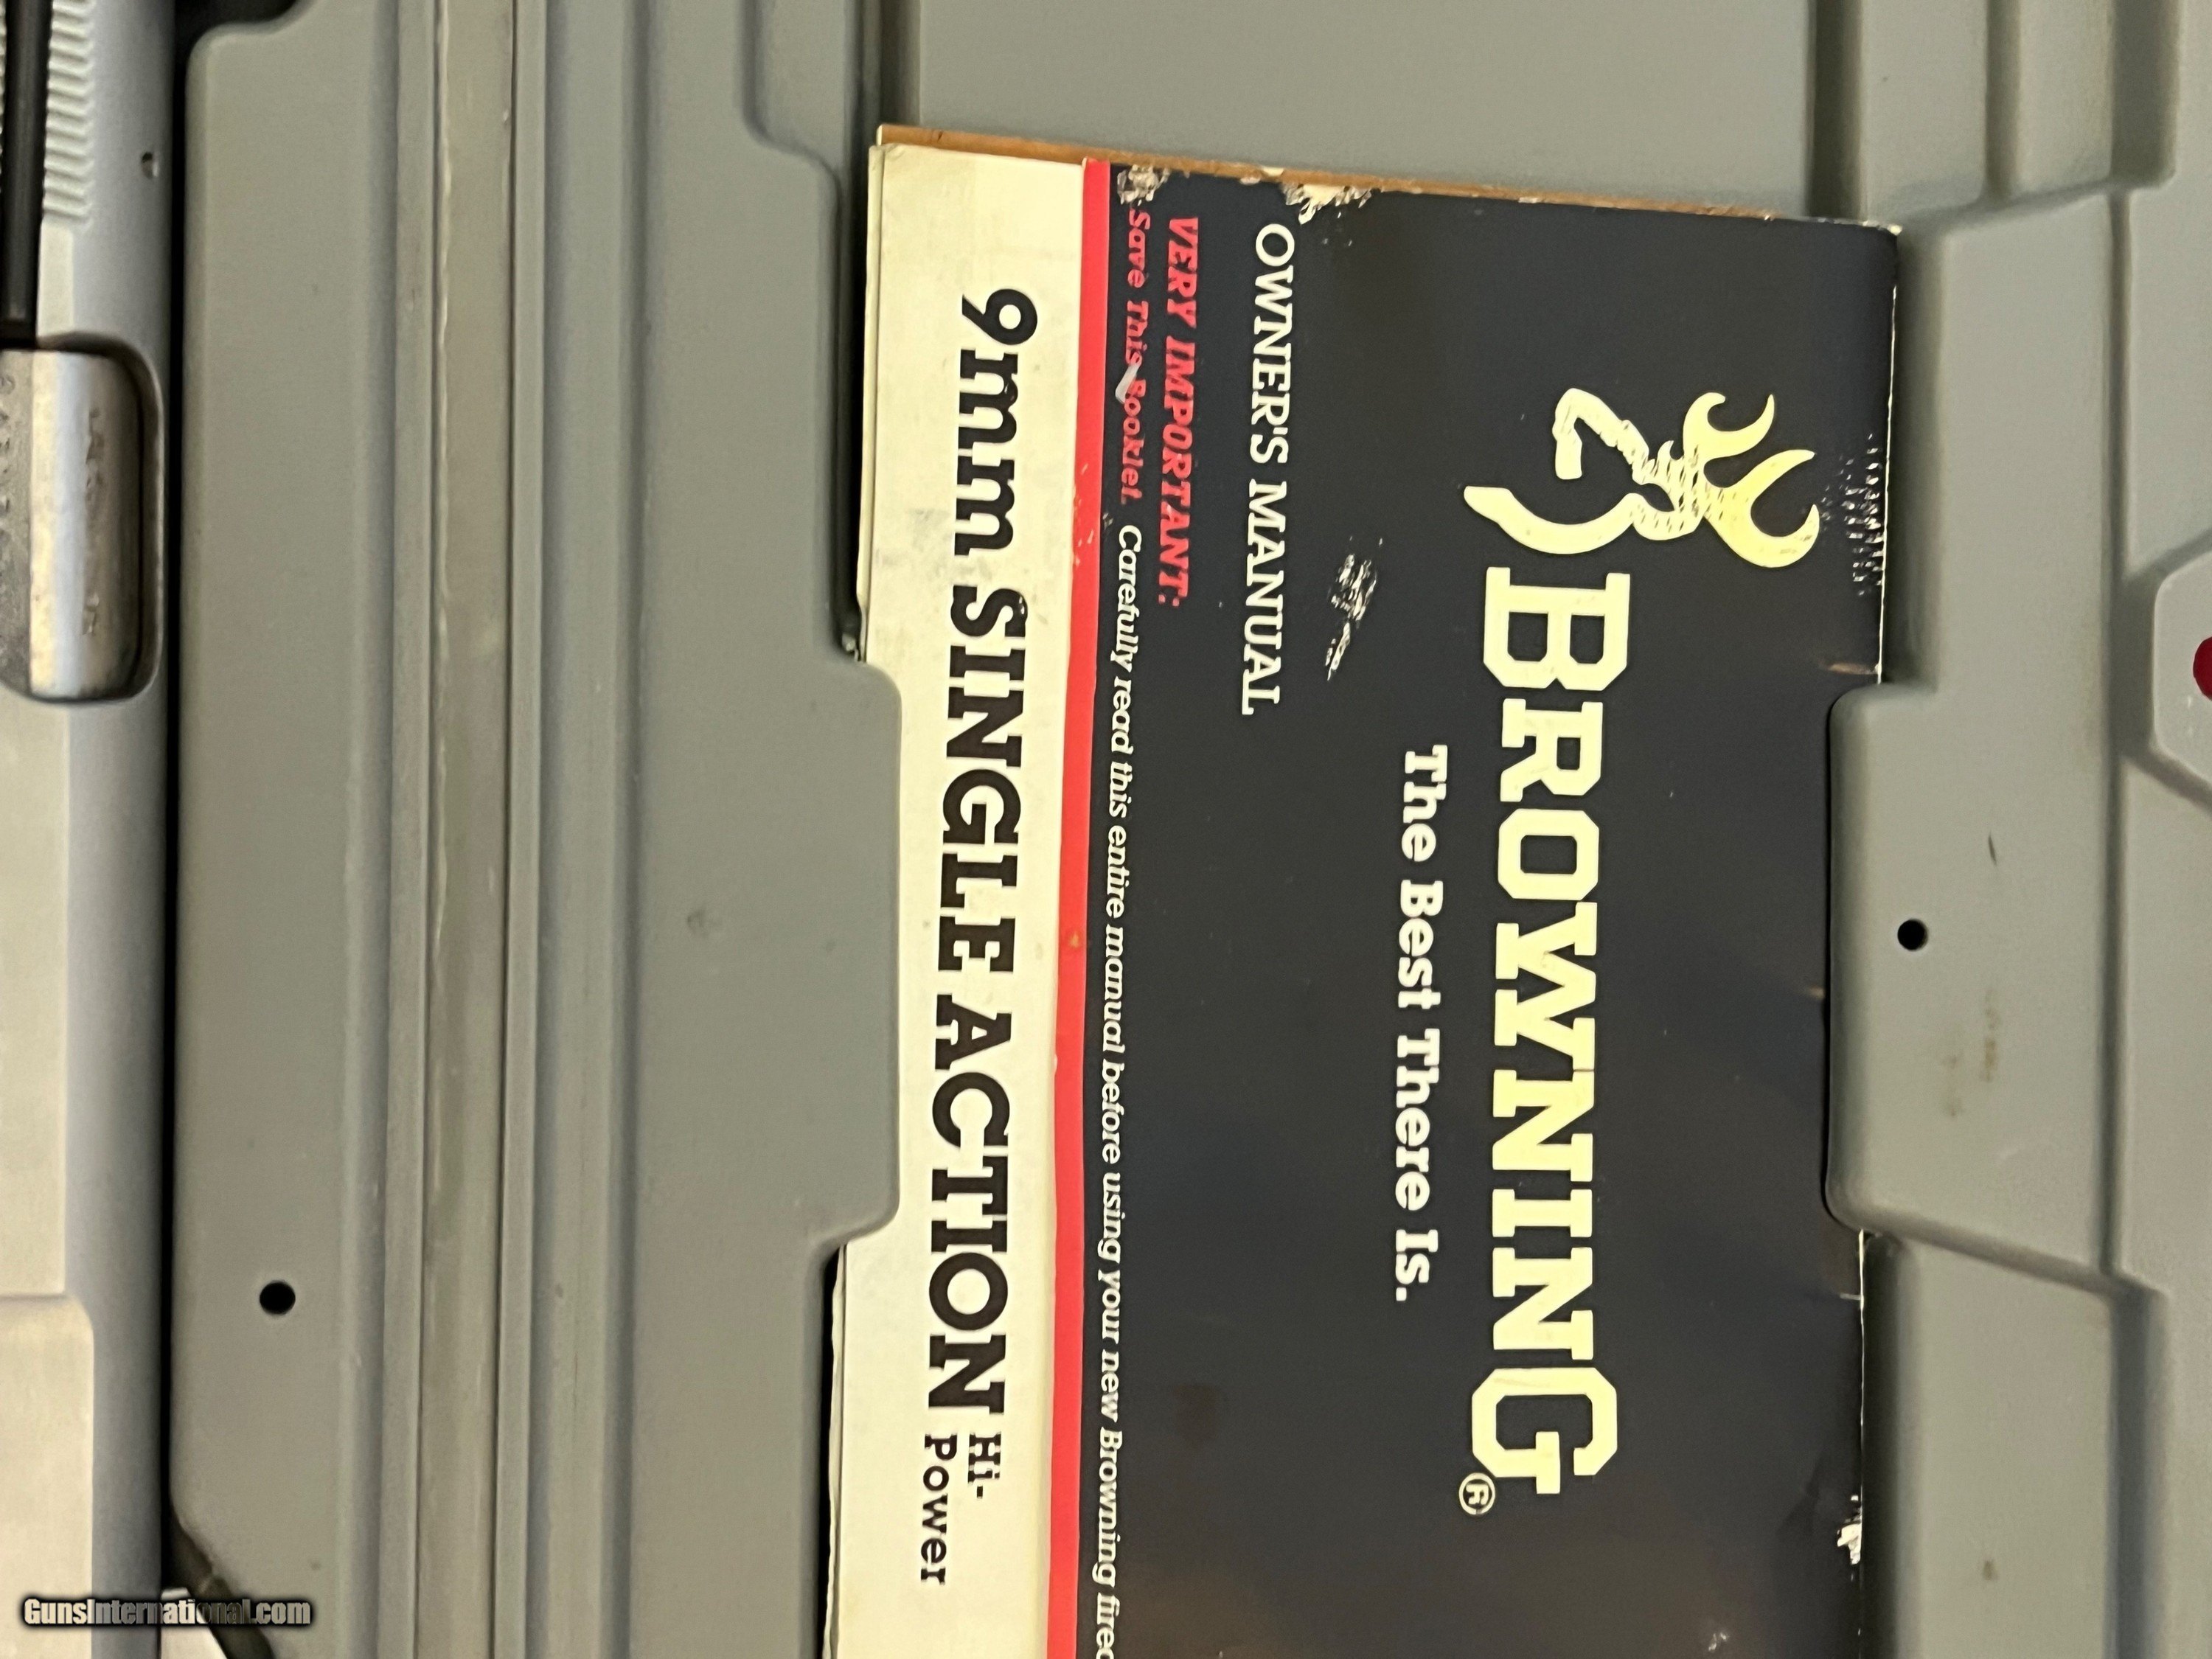 BROWNING®
The Best There Is.
OWNER'S MANUAL
VERY IMPORTANT:
Save This Booklet. Carefully read this entire manual before using your new Browning
9mm SINGLE ACTION Hi-
Power
GunsInternational.com